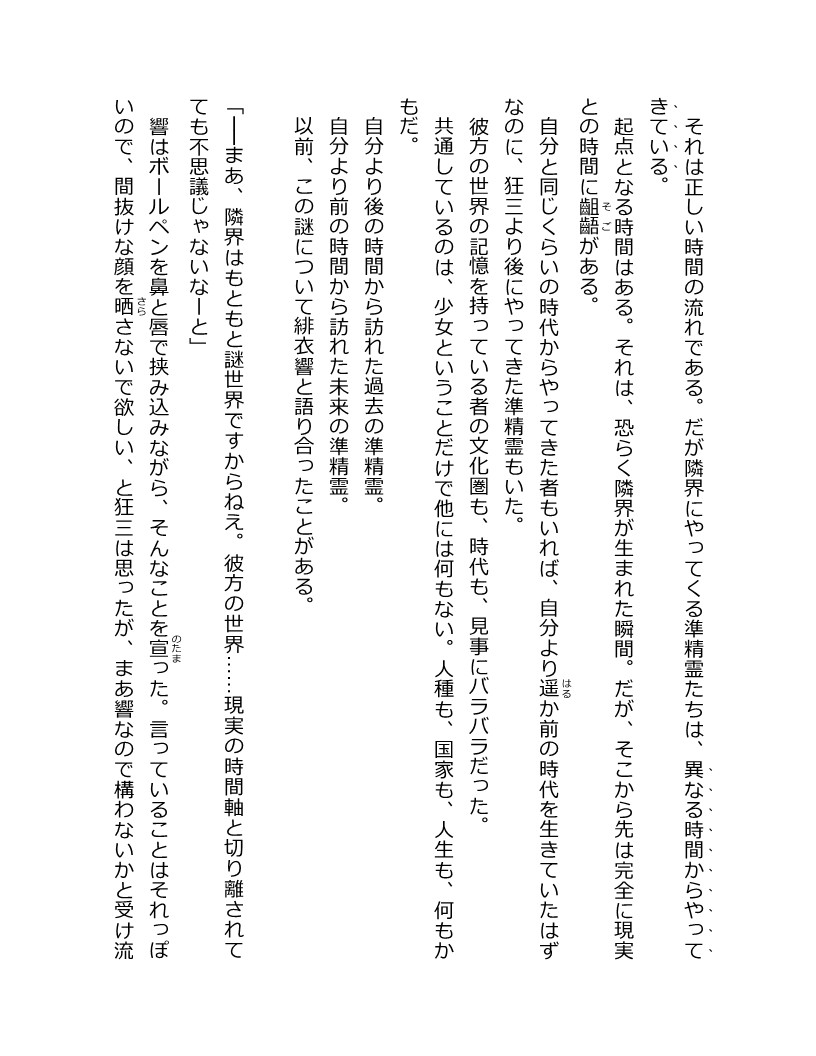 それは正しい時間の流れである。だが隣界にやってくる準精霊たちは、異なる時間からやって
きている。
　起点となる時間はある。それは、恐らく隣界が生まれた瞬間。だが、そこから先は完全に現実
との時間に齟齬そごがある。
　自分と同じくらいの時代からやってきた者もいれば、自分より遥はるか前の時代を生きていたはず
なのに、狂三より後にやってきた準精霊もいた。
　彼方の世界の記憶を持っている者の文化圏も、時代も、見事にバラバラだった。
　共通しているのは、少女ということだけで他には何もない。人種も、国家も、人生も、何もか
もだ。
　自分より後の時間から訪れた過去の準精霊。
　自分より前の時間から訪れた未来の準精霊。
　以前、この謎について緋衣響と語り合ったことがある。
「――まあ、隣界はもともと謎世界ですからねえ。彼方の世界……現実の時間軸と切り離されて
ても不思議じゃないなーと」
　響はボールペンを鼻と唇で挟み込みながら、そんなことを宣のたまった。言っていることはそれっぽ
いので、間抜けな顔を晒さらさないで欲しい、と狂三は思ったが、まあ響なので構わないかと受け流